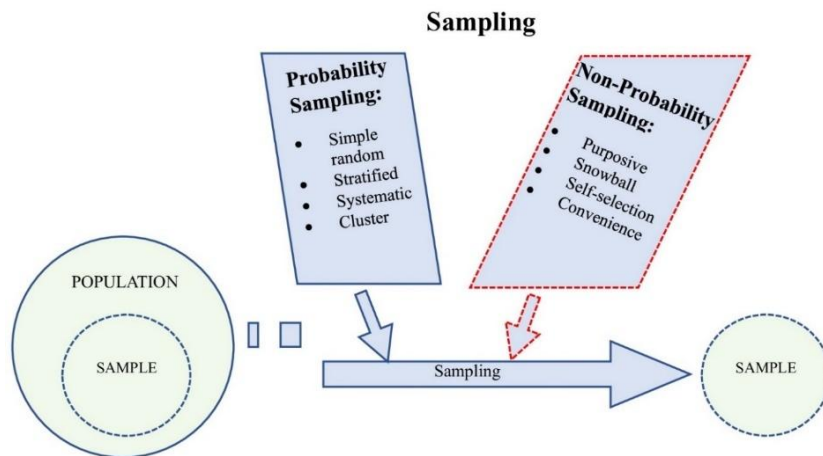 Sampling
Probability
Sampling:
• Simple
random
• Stratified
• Systematic
• Cluster
Non-Probability
Sampling:
• Purposive
• Snowball
• Self-selection
• Convenience
POPULATION
SAMPLE
Sampling
SAMPLE